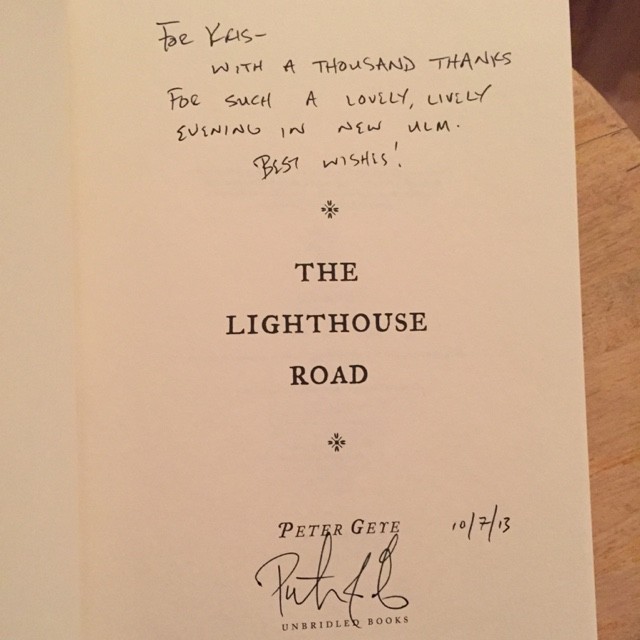 For Kris-
WITH A THOUSAND THANKS
For SUCH A LOVELY, LIVELY
EVENING IN NEW ULM.
BEST WISHES!
THE
LIGHTHOUSE
ROAD
PETER GEYE
10/7/13
UNBRIDLED BOOKS